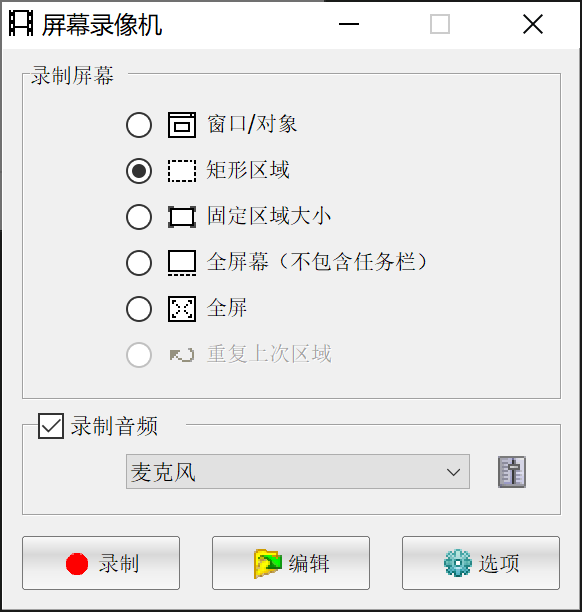 屏幕录像机
录制屏幕
窗口/对象
矩形区域
固定区域大小
全屏幕（不包含任务栏）
全屏
重复上次区域
录制音频
麦克风
录制 编辑 选项